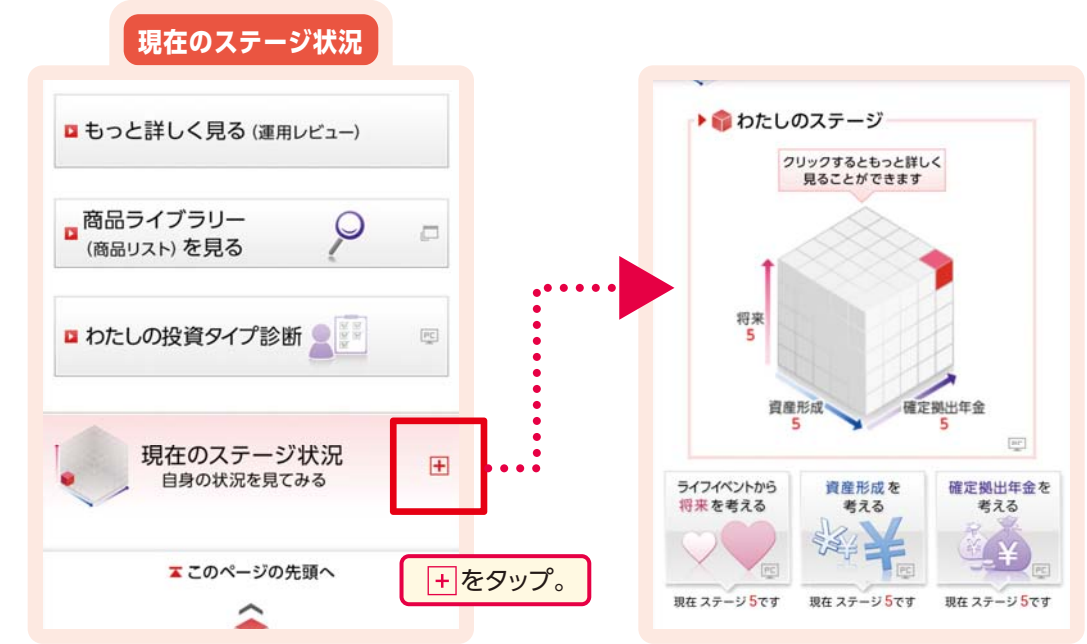 現在のステージ状況
もっと詳しく見る (運用レビュー)
商品ライブラリー
(商品リスト) を見る
わたしの投資タイプ診断
PC
現在のステージ状況
自身の状況を見てみる
このページの先頭へ
+をタップ。
わたしのステージ
クリックするともっと詳しく
見ることができます
将来
5
資産形成
5
確定拠出年金
5
ライフイベントから
将来を考える
PC
現在 ステージ 5です
資産形成を
考える
PC
現在 ステージ 5です
確定拠出年金を
考える
PC
現在 ステージ 5です